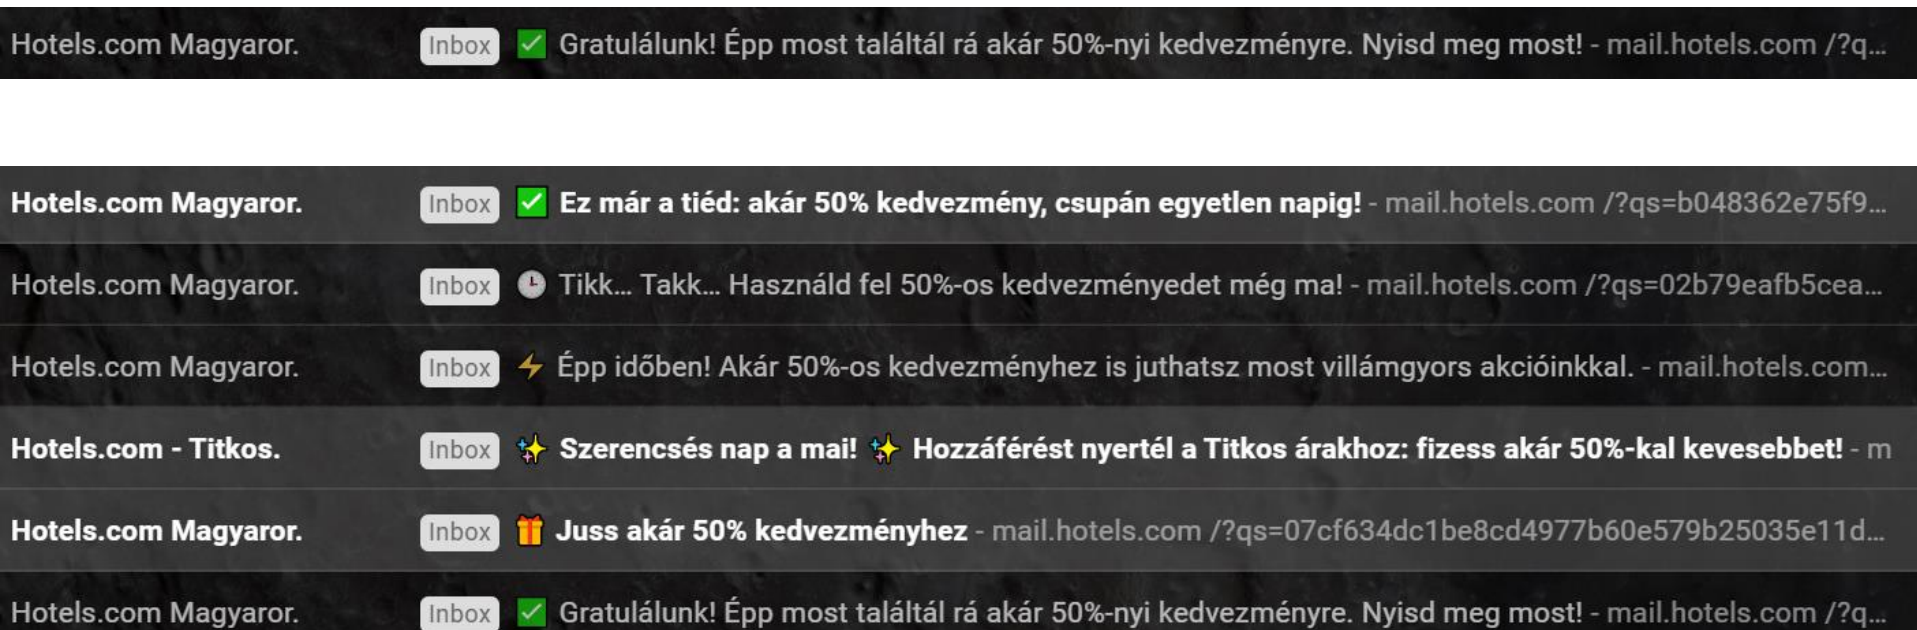 Hotels.com Magyaror. Inbox ✅ Gratulálunk! Épp most találtál rá akár 50%-nyi kedvezményre. Nyisd meg most! - mail.hotels.com /?q...
Hotels.com Magyaror. Inbox ✅ Ez már a tiéd: akár 50% kedvezmény, csupán egyetlen napig! - mail.hotels.com /?qs=b048362e75f9...
Hotels.com Magyaror. Inbox 🕒 Tikk... Takk... Használd fel 50%-os kedvezményedet még ma! - mail.hotels.com /?qs=02b79eafb5cea...
Hotels.com Magyaror. Inbox ⚡ Épp időben! Akár 50%-os kedvezményhez is juthatsz most villámgyors akcióinkkal. - mail.hotels.com...
Hotels.com - Titkos. Inbox ✨ Szerencsés nap a mai! ✨ Hozzáférést nyertél a Titkos árakhoz: fizess akár 50%-kal kevesebbet! - m
Hotels.com Magyaror. Inbox 🎁 Juss akár 50% kedvezményhez - mail.hotels.com /?qs=07cf634dc1be8cd4977b60e579b25035e11d...
Hotels.com Magyaror. Inbox ✅ Gratulálunk! Épp most találtál rá akár 50%-nyi kedvezményre. Nyisd meg most! - mail.hotels.com /?q...